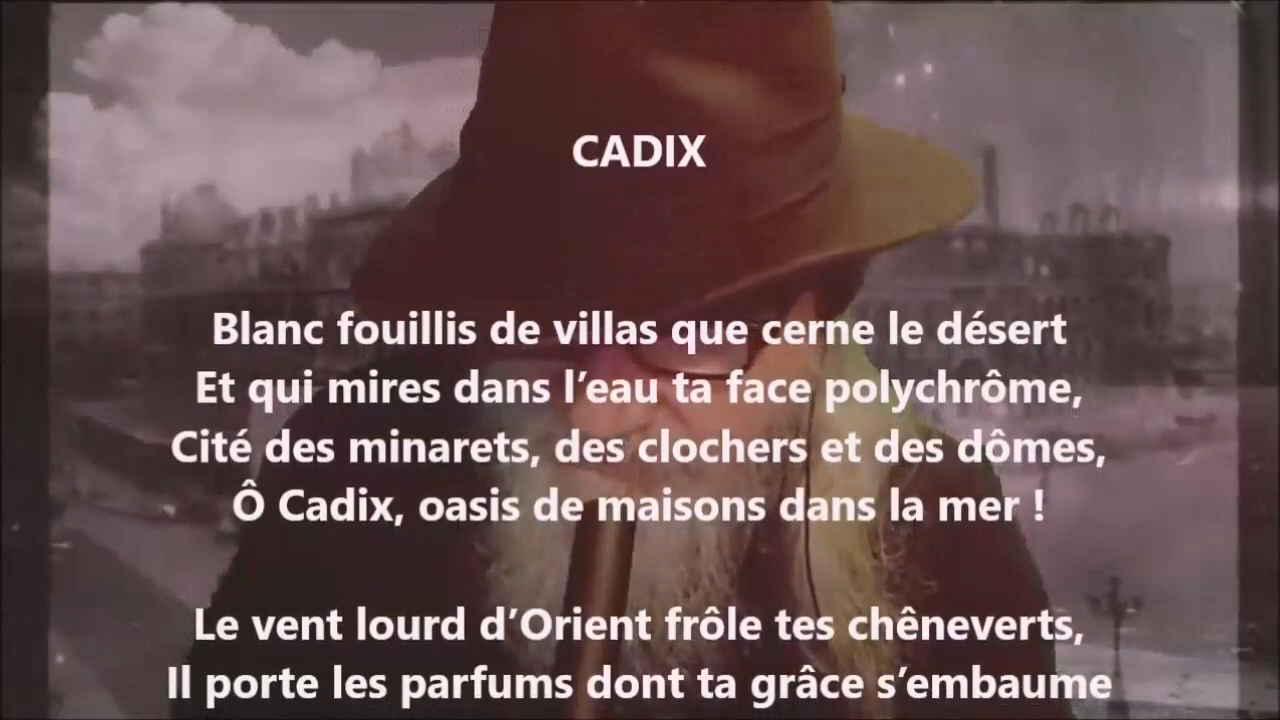 CADIX
Blanc fouillis de villas que cerne le désert
Et qui mires dans l’eau ta face polychrôme,
Cité des minarets, des clochers et des dômes,
Ô Cadix, oasis de maisons dans la mer !
Le vent lourd d’Orient frôle tes chêneverts,
Il porte les parfums dont ta grâce s’embaume